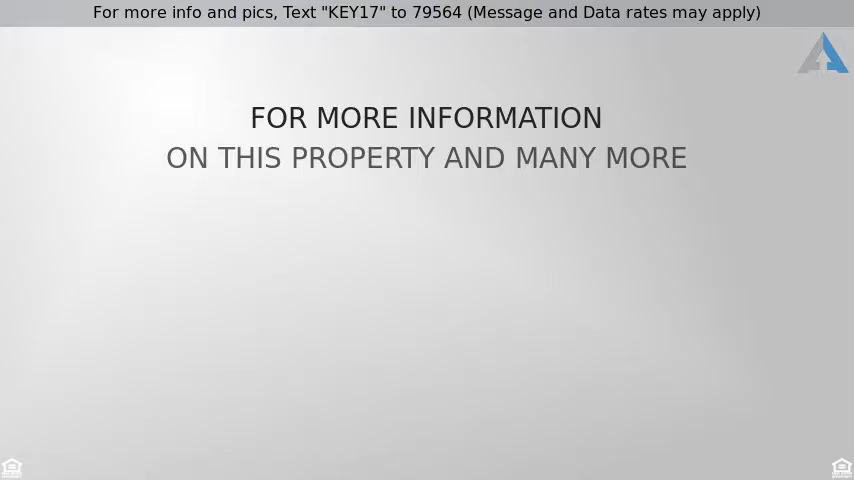 For more info and pics, Text "KEY17" to 79564 (Message and Data rates may apply)
FOR MORE INFORMATION
ON THIS PROPERTY AND MANY MORE